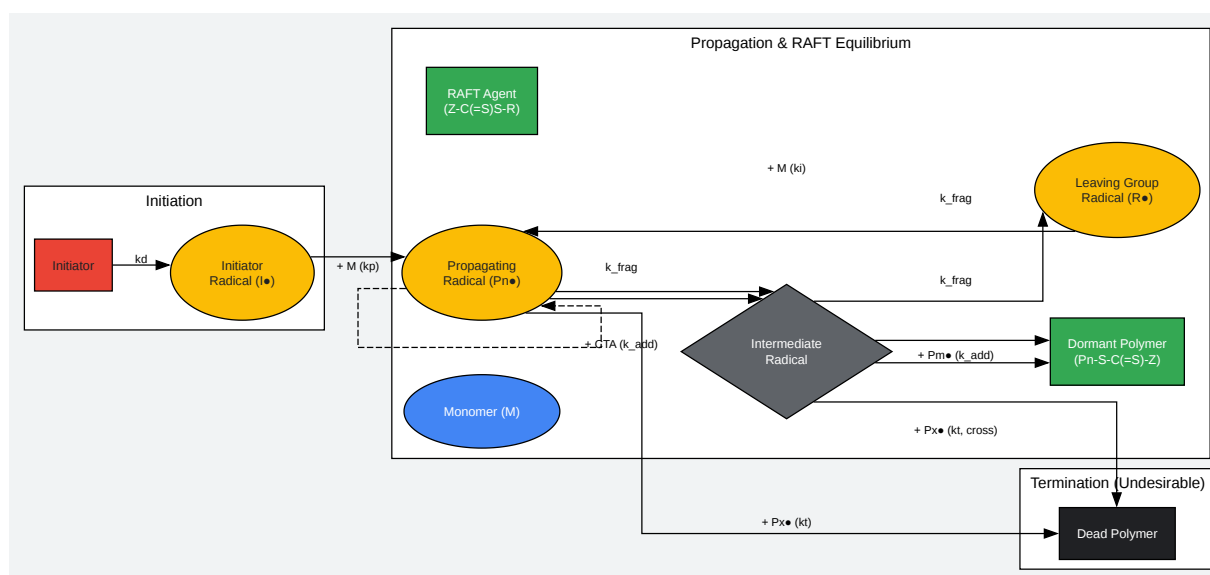 Propagation & RAFT Equilibrium
RAFT Agent
(Z-C(=S)S-R)
+ M (ki)
Leaving Group
Radical (R●)
k_frag
Initiation
Initiator
kd
Initiator
Radical (I●)
+ M (kp)
Propagating
Radical (Pn●)
k_frag
k_frag
+ CTA (k_add)
Intermediate
Radical
+ Pm● (k_add)
Dormant Polymer
(Pn-S-C(=S)-Z)
Monomer (M)
+ Px● (kt, cross)
Termination (Undesirable)
+ Px● (kt)
Dead Polymer